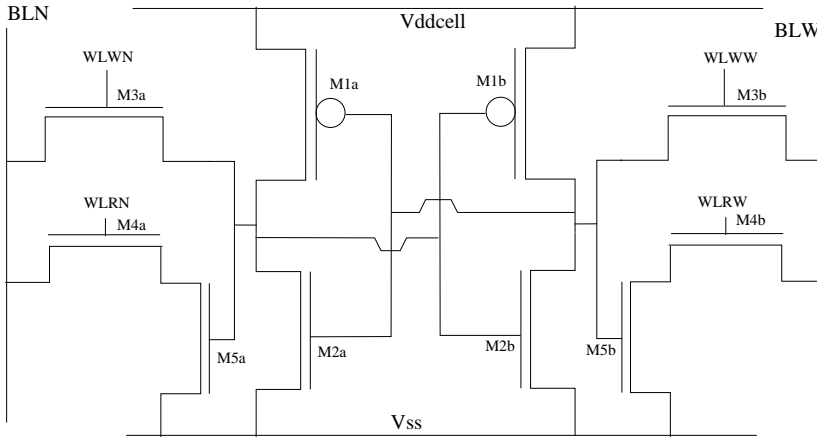 BLN
Vddcell
BLW
WLWN
WLWW
M1a
M1b
M3a
M3b
WLRN
WLRW
M4a
M4b
M5a
M2a
M2b
M5b
Vss